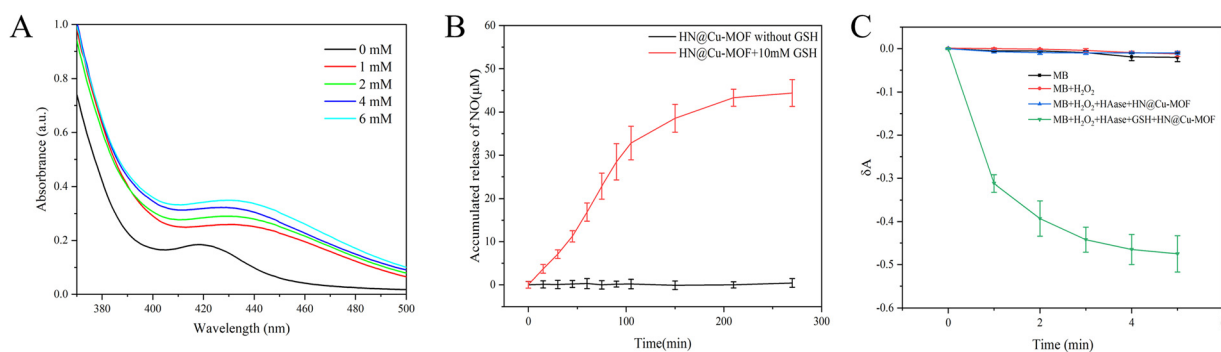 A
Absorbrance (a.u.)
1.0
0.8
0.6
0.4
0.2
0.0
380 400 420 440 460 480 500
Wavelength (nm)
0 mM
1 mM
2 mM
4 mM
6 mM
B
Accumulated release of NO(μM)
60
50
40
30
20
10
0
0 100 200 300
Time(min)
HN@Cu-MOF without GSH
HN@Cu-MOF+10mM GSH
C
δA
0.0
-0.1
-0.2
-0.3
-0.4
-0.5
-0.6
0 2 4
Time (min)
MB
MB+H₂O₂
MB+H₂O₂+HAase+HN@Cu-MOF
MB+H₂O₂+HAase+GSH+HN@Cu-MOF